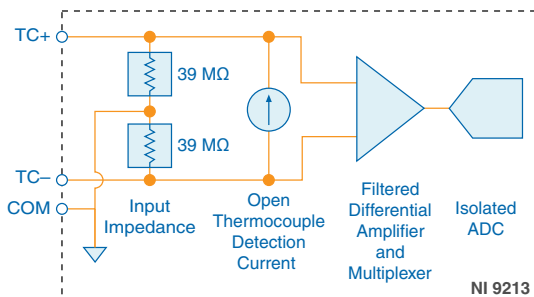 TC+
39 MΩ
39 MΩ
TC–
COM
Input
Impedance
Open
Thermocouple
Detection
Current
Filtered
Differential
Amplifier
and
Multiplexer
Isolated
ADC
NI 9213